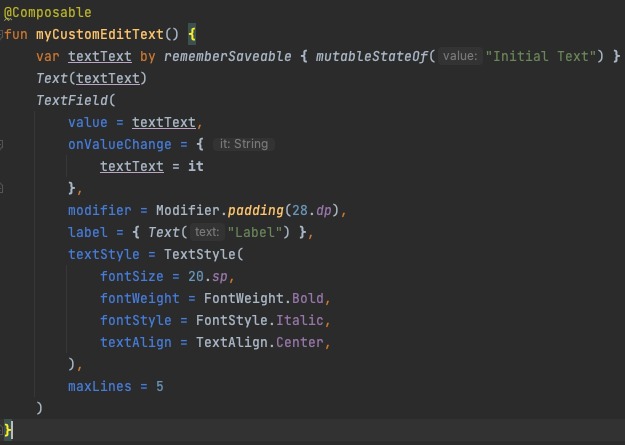 @Composable
fun myCustomEditText() {
    var textText by rememberSaveable { mutableStateOf( value: "Initial Text") }
    Text(textText)
    TextField(
        value = textText,
        onValueChange = { it: String
            textText = it
        },
        modifier = Modifier.padding(28.dp),
        label = { Text( text: "Label") },
        textStyle = TextStyle(
            fontSize = 20.sp,
            fontWeight = FontWeight.Bold,
            fontStyle = FontStyle.Italic,
            textAlign = TextAlign.Center,
        ),
        maxLines = 5
    )
}